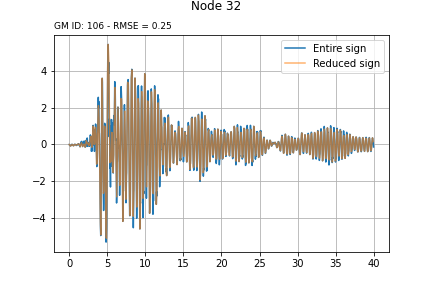 Node 32
GM ID: 106 - RMSE = 0.25
Entire sign
Reduced sign
4
2
0
−2
−4
0 5 10 15 20 25 30 35 40